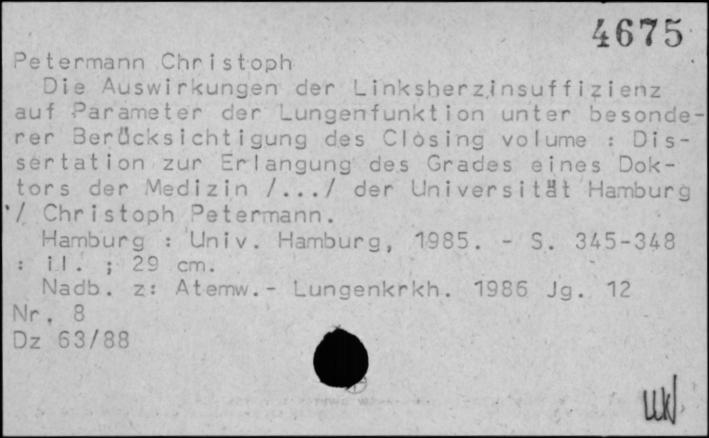 4675
Petermann Christoph
Die Auswirkungen der Linksherzinsuffizienz
auf Parameter der Lungenfunktion unter besonde-
rer Berücksichtigung des Closing volume : Dis-
sertation zur Erlangung des Grades eines Dok-
tors der Medizin /.../ der Universität Hamburg
/ Christoph Petermann.
Hamburg : Univ. Hamburg, 1985. - S. 345-348
: il. ; 29 cm.
Nadb. z: Atemw.- Lungenkrkh. 1986 Jg. 12
Nr. 8
Dz 63/88